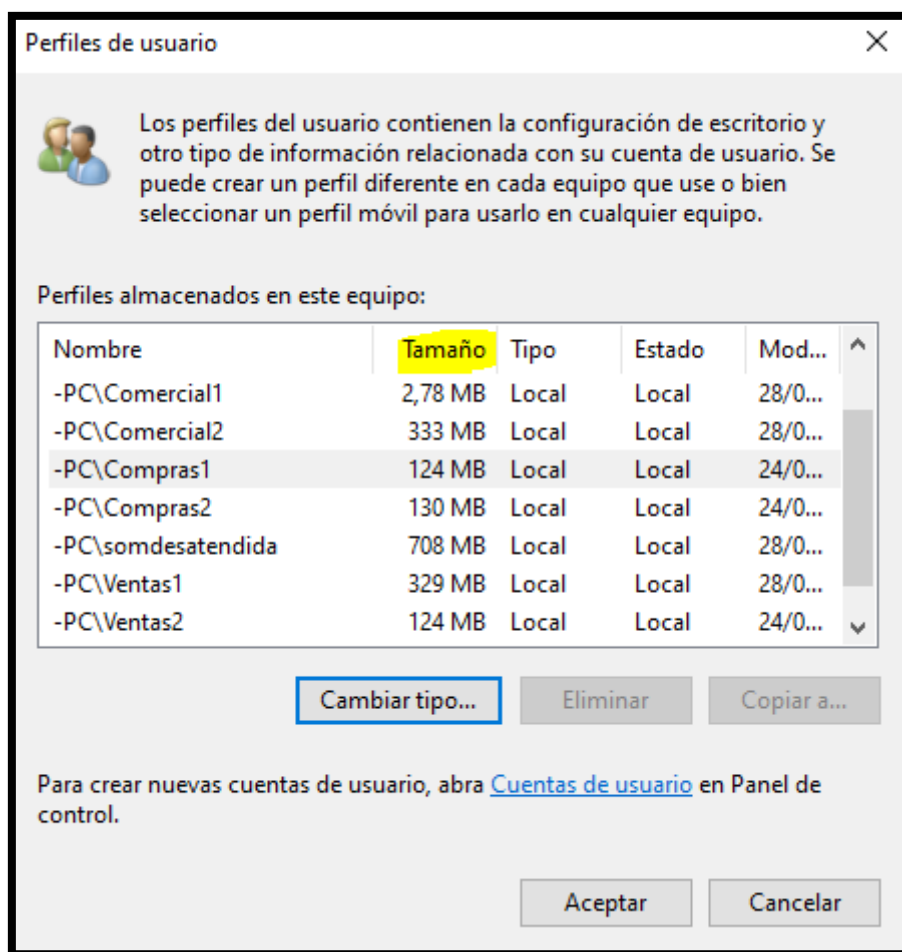 Perfiles de usuario
Los perfiles del usuario contienen la configuración de escritorio y
otro tipo de información relacionada con su cuenta de usuario. Se
puede crear un perfil diferente en cada equipo que use o bien
seleccionar un perfil móvil para usarlo en cualquier equipo.
Perfiles almacenados en este equipo:
Nombre Tamaño Tipo Estado Mod...
-PC\Comercial1 2,78 MB Local Local 28/0...
-PC\Comercial2 333 MB Local Local 28/0...
-PC\Compras1 124 MB Local Local 24/0...
-PC\Compras2 130 MB Local Local 24/0...
-PC\somdesatendida 708 MB Local Local 28/0...
-PC\Ventas1 329 MB Local Local 28/0...
-PC\Ventas2 124 MB Local Local 24/0...
Cambiar tipo... Eliminar Copiar a...
Para crear nuevas cuentas de usuario, abra Cuentas de usuario en Panel de
control.
Aceptar Cancelar